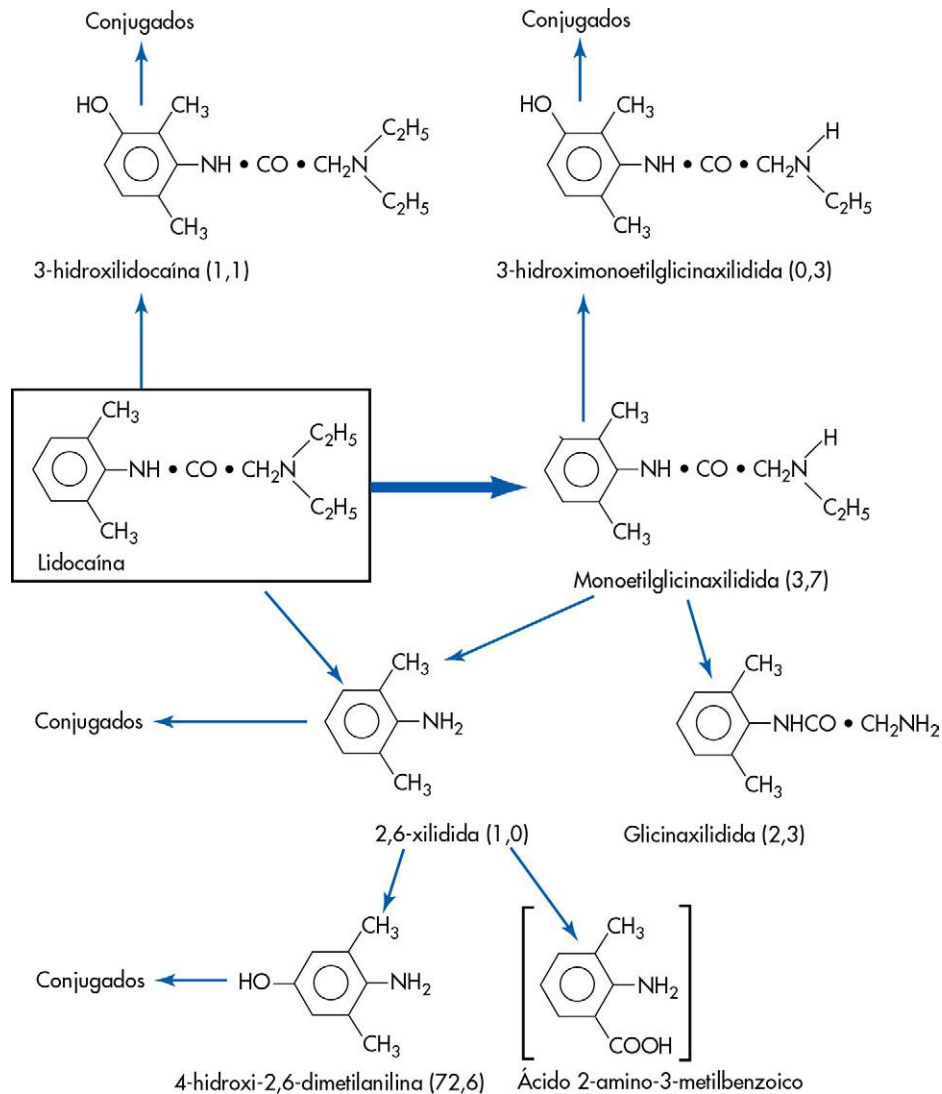 Conjugados
Conjugados
HO
CH₃
NH • CO • CH₂N
C₂H₅
C₂H₅
CH₃
3-hidroxilidocaína (1,1)
HO
CH₃
NH • CO • CH₂N
H
C₂H₅
CH₃
3-hidroximonoetilglicinaxilidida (0,3)
CH₃
NH • CO • CH₂N
C₂H₅
C₂H₅
CH₃
Lidocaína
CH₃
NH • CO • CH₂N
H
C₂H₅
CH₃
Monoetilglicinaxilidida (3,7)
Conjugados
CH₃
NH₂
CH₃
2,6-xilidida (1,0)
CH₃
NHCO • CH₂NH₂
CH₃
Glicinaxilidida (2,3)
Conjugados
HO
CH₃
NH₂
CH₃
4-hidroxi-2,6-dimetilanilina (72,6)
CH₃
NH₂
COOH
Ácido 2-amino-3-metilbenzoico